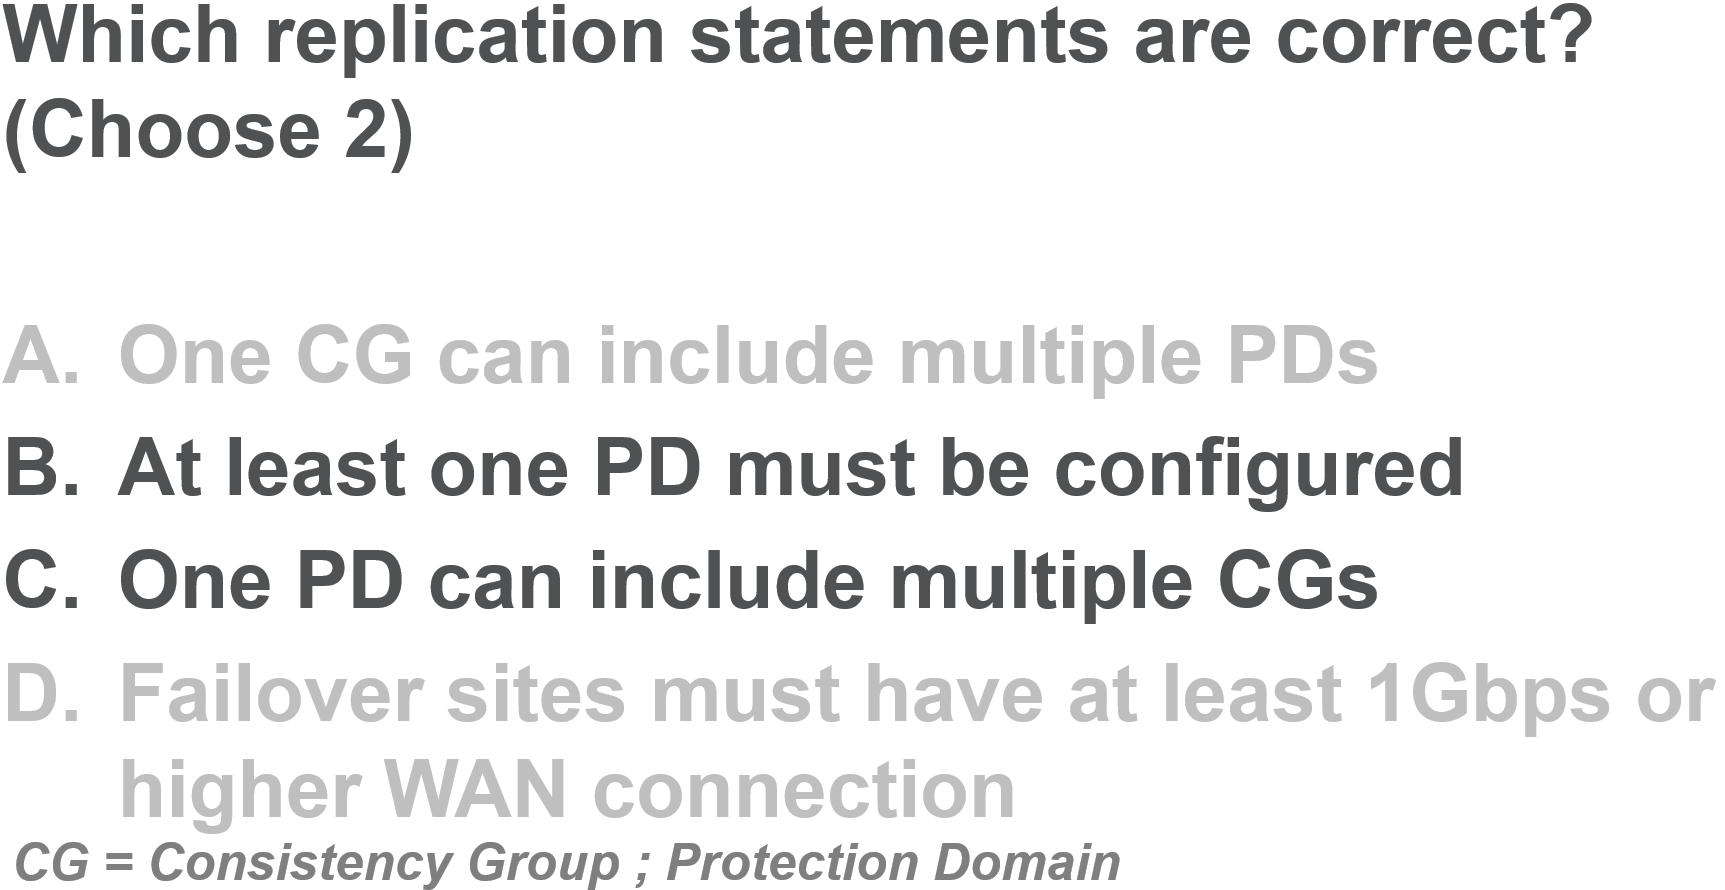 Which replication statements are correct?
(Choose 2)
A. One CG can include multiple PDs
B. At least one PD must be configured
C. One PD can include multiple CGs
D. Failover sites must have at least 1Gbps or
higher WAN connection
CG = Consistency Group ; Protection Domain